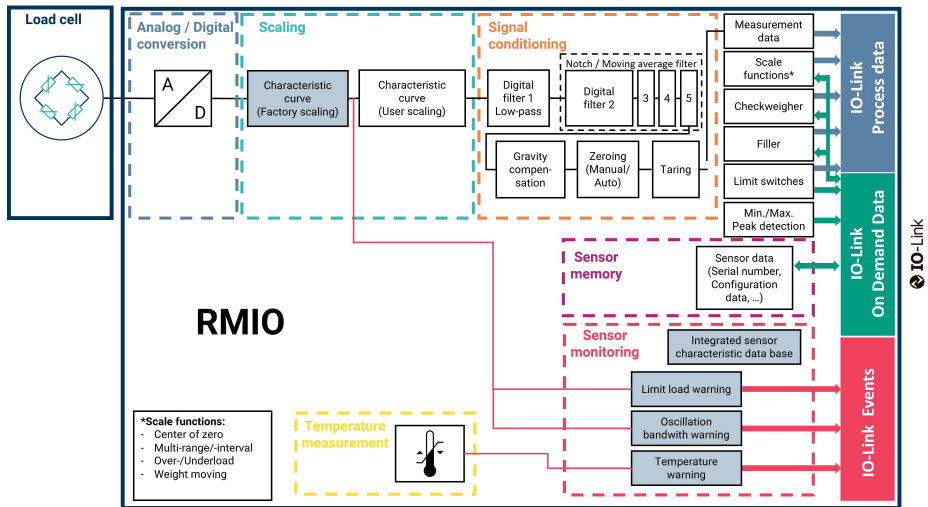 Load cell
Analog / Digital
conversion
A
D
Scaling
Characteristic
curve
(Factory scaling)
Characteristic
curve
(User scaling)
Signal
conditioning
Notch / Moving average filter
Digital
filter 1
Low-pass
Digital
filter 2
3
4
5
Gravity
compen-
sation
Zeroing
(Manual/
Auto)
Taring
Measurement
data
Scale
functions*
Checkweigher
Filler
Limit switches
Min./Max.
Peak detection
IO-Link
Process data
IO-Link
On Demand Data
IO-Link Events
IO-Link
Sensor
memory
Sensor data
(Serial number,
Configuration
data, ...)
RMIO
Sensor
monitoring
Integrated sensor
characteristic data base
Limit load warning
Oscillation
bandwith warning
Temperature
warning
Temperature
measurement
*Scale functions:
- Center of zero
- Multi-range/-interval
- Over-/Underload
- Weight moving